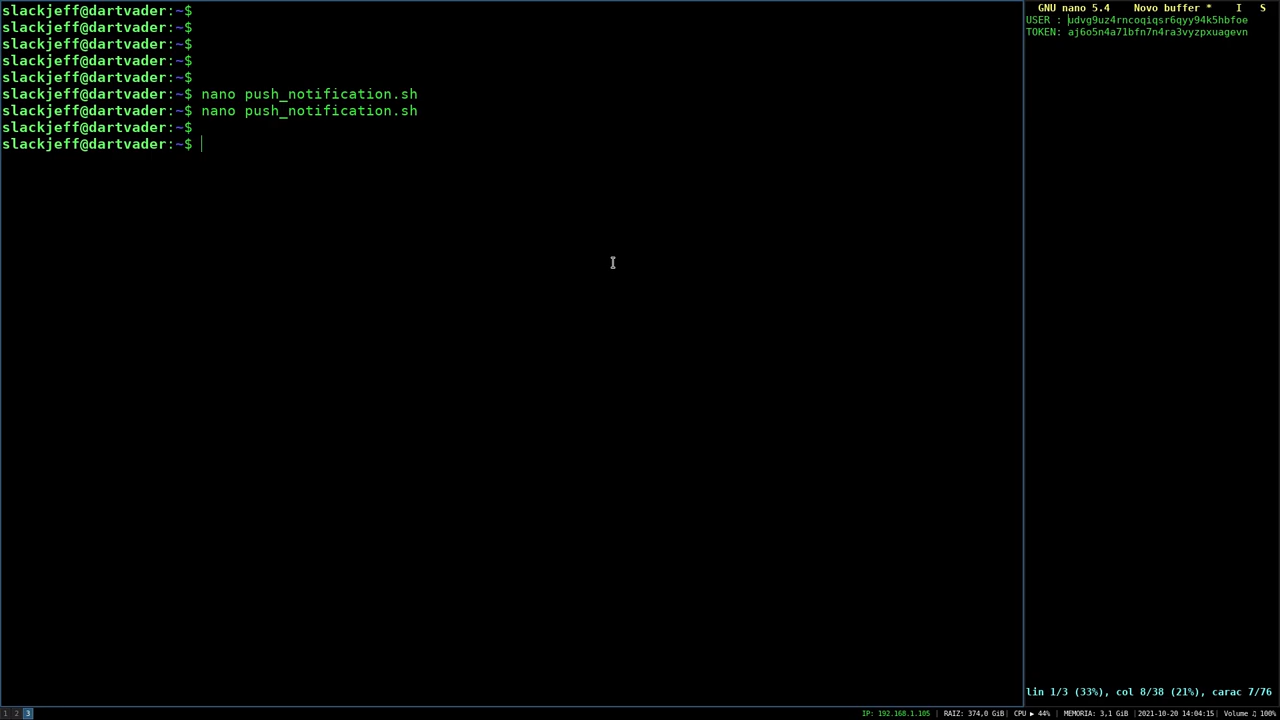 slackjeff@dartvader:~$
slackjeff@dartvader:~$
slackjeff@dartvader:~$
slackjeff@dartvader:~$
slackjeff@dartvader:~$
slackjeff@dartvader:~$ nano push_notification.sh
slackjeff@dartvader:~$ nano push_notification.sh
slackjeff@dartvader:~$
slackjeff@dartvader:~$
GNU nano 5.4 Novo buffer * I S
USER : udvg9uz4rncoqiqsr6qyy94k5hbfoe
TOKEN: aj6o5n4a71bfn7n4ra3vyzpxuagevn
lin 1/3 (33%), col 8/38 (21%), carac 7/76
1 2 3 IP: 192.168.1.105 | RAIZ: 374,0 GiB| CPU ▶ 44% | MEMORIA: 3,1 GiB |2021-10-20 14:04:15| Volume ♫ 100%